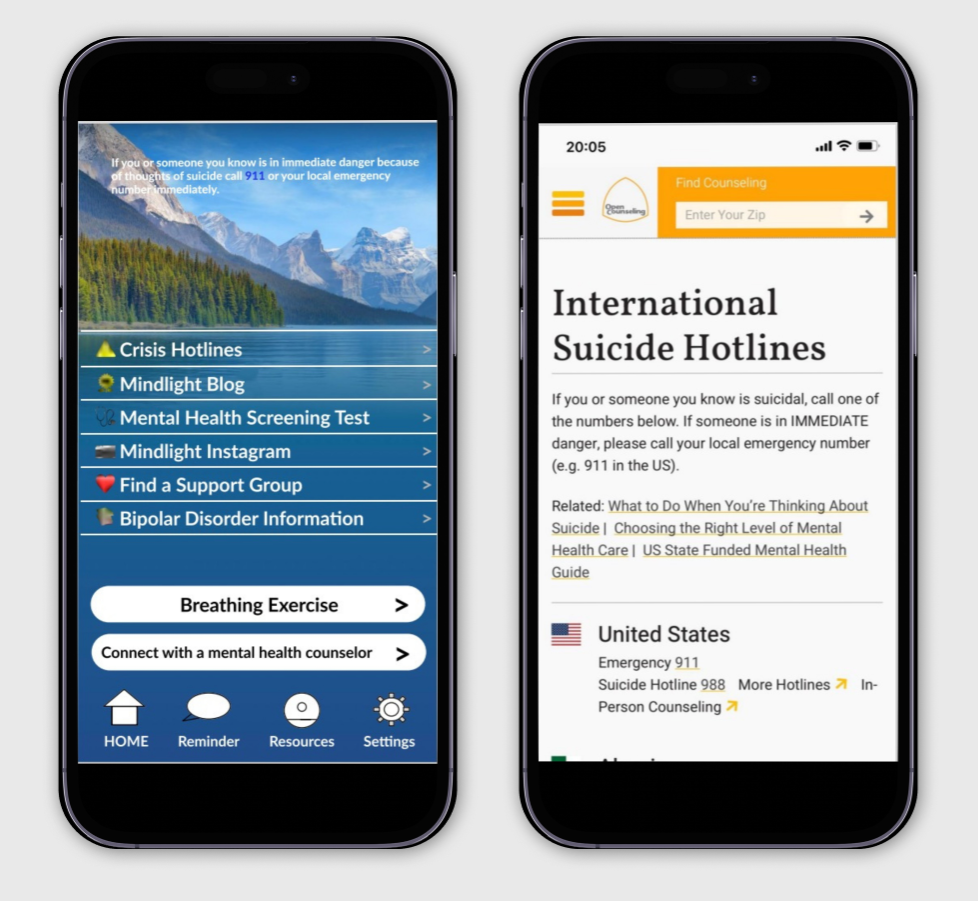 If you or someone you know is in immediate danger because
of thoughts of suicide call 911 or your local emergency
number immediately.
Crisis Hotlines >
Mindlight Blog >
Mental Health Screening Test >
Mindlight Instagram >
Find a Support Group >
Bipolar Disorder Information >
Breathing Exercise >
Connect with a mental health counselor >
HOME Reminder Resources Settings
20:05
Find Counseling
Open
Counseling
Enter Your Zip
International
Suicide Hotlines
If you or someone you know is suicidal, call one of
the numbers below. If someone is in IMMEDIATE
danger, please call your local emergency number
(e.g. 911 in the US).
Related: What to Do When You’re Thinking About
Suicide | Choosing the Right Level of Mental
Health Care | US State Funded Mental Health
Guide
United States
Emergency 911
Suicide Hotline 988 More Hotlines In-
Person Counseling